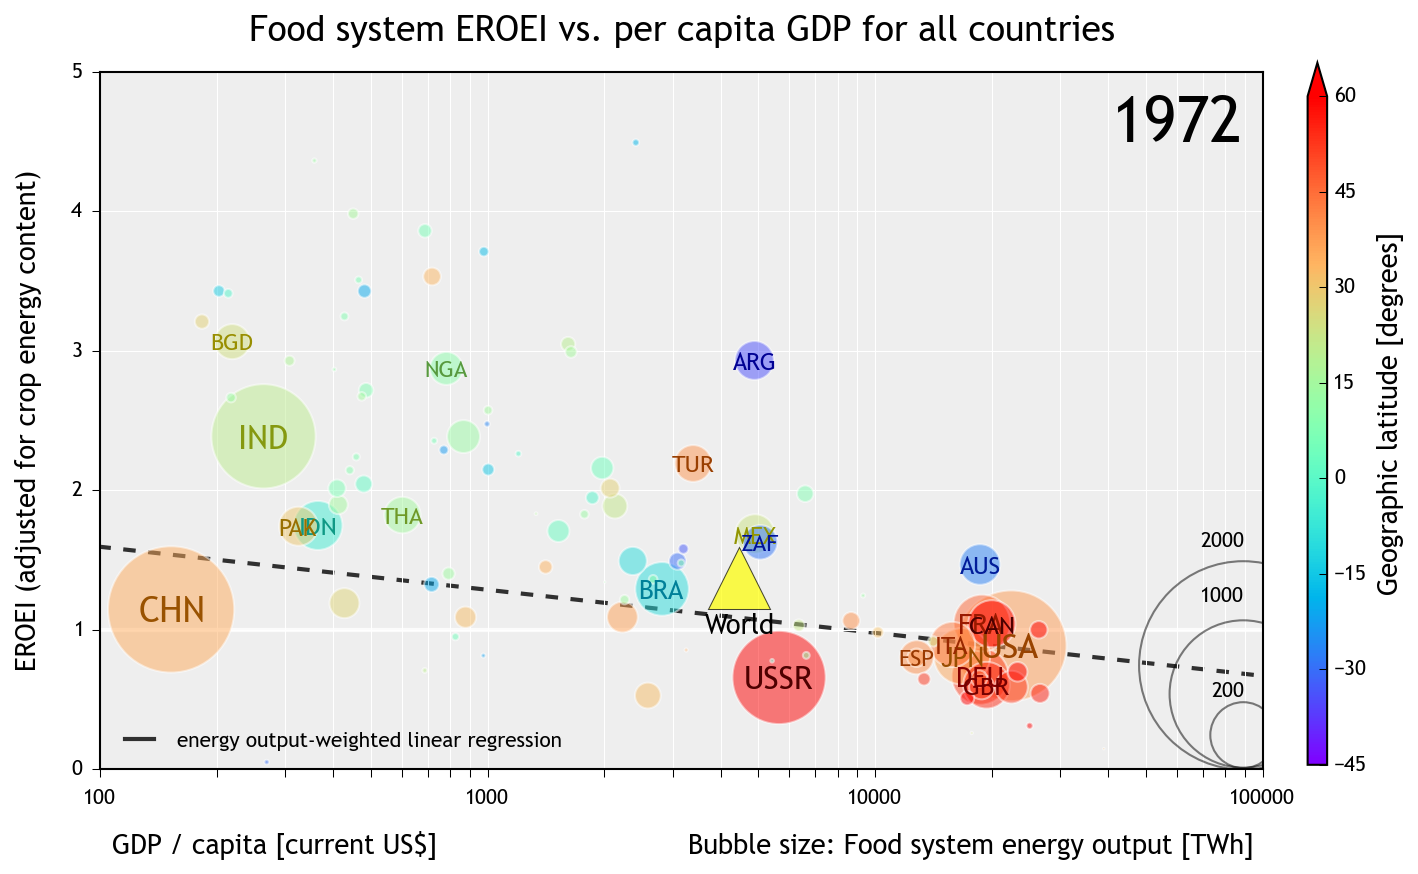 Food system EROEI vs. per capita GDP for all countries
1972
EROEI (adjusted for crop energy content)
5
4
3
2
1
0
BGD
NGA
ARG
IND
TUR
PAK
IDN
THA
MEX
ZAF
AUS
BRA
CHN
World
FRA
CAN
USA
ITA
JPN
ESP
DEU
GBR
USSR
2000
1000
200
energy output-weighted linear regression
100
1000
10000
100000
GDP / capita [current US$]
Bubble size: Food system energy output [TWh]
60
45
30
15
0
−15
−30
−45
Geographic latitude [degrees]